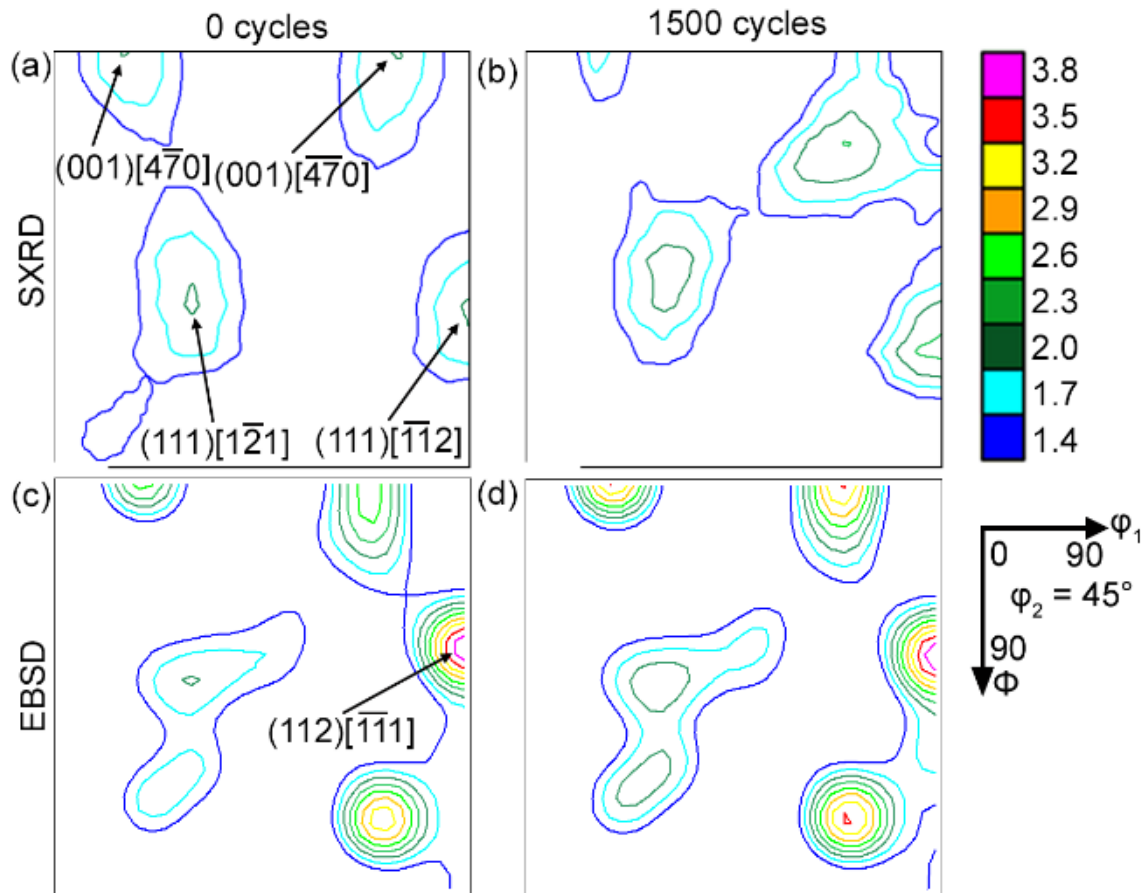 0 cycles
1500 cycles
(a)
(b)
(001)[4̅7̅0]
(001)[4̅7̅0]
SXRD
(111)[12̅1]
(111)[1̅1̅2]
3.8
3.5
3.2
2.9
2.6
2.3
2.0
1.7
1.4
(c)
(d)
EBSD
(112)[1̅1̅1]
φ₁
0
90
φ₂ = 45°
90
Φ